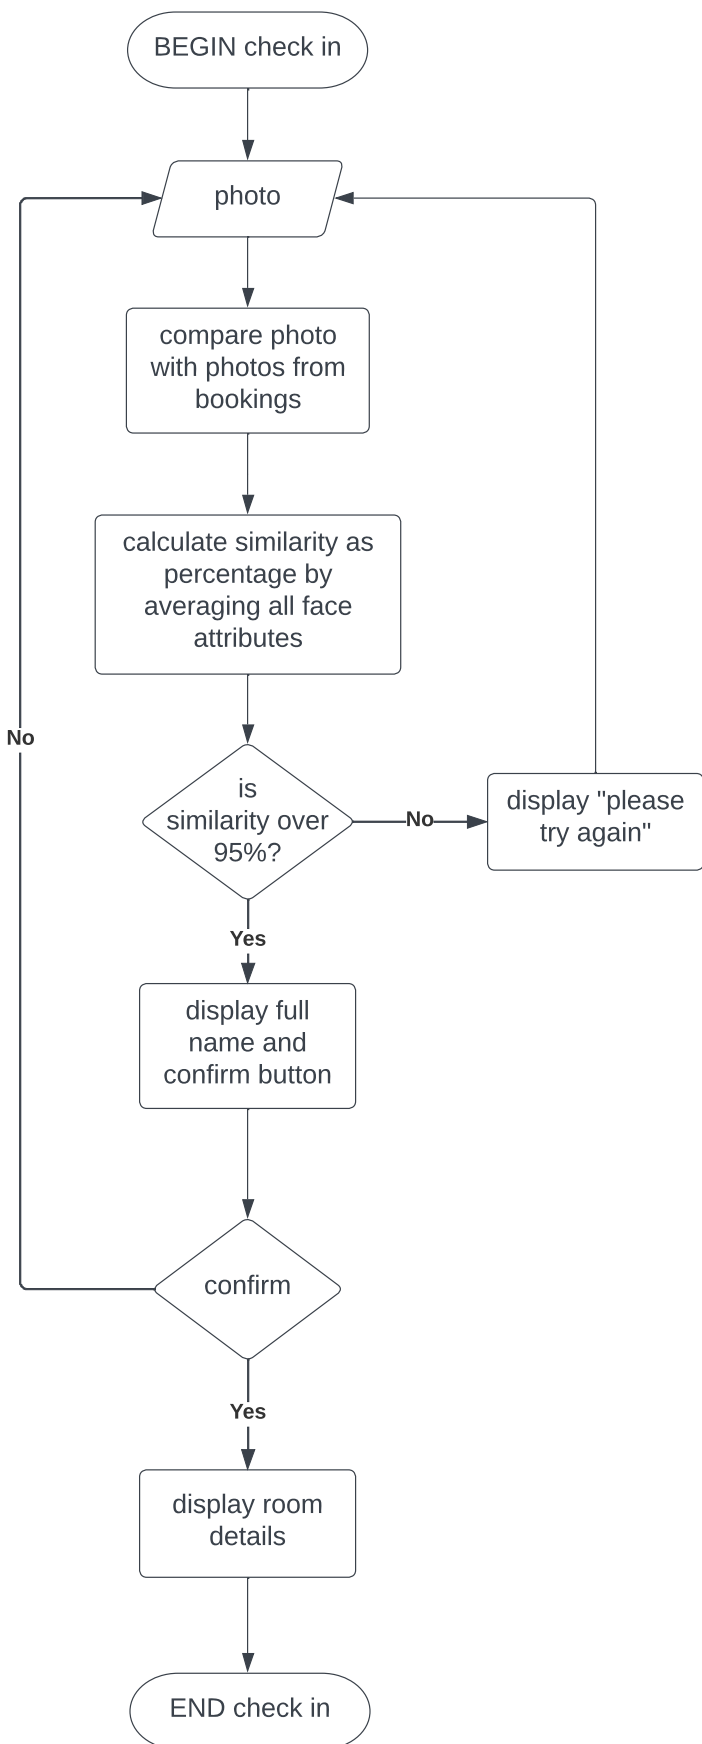 BEGIN check in
photo
compare photo
with photos from
bookings
calculate similarity as
percentage by
averaging all face
attributes
No
is
similarity over
95%?
No
display "please
try again"
Yes
display full
name and
confirm button
confirm
Yes
display room
details
END check in